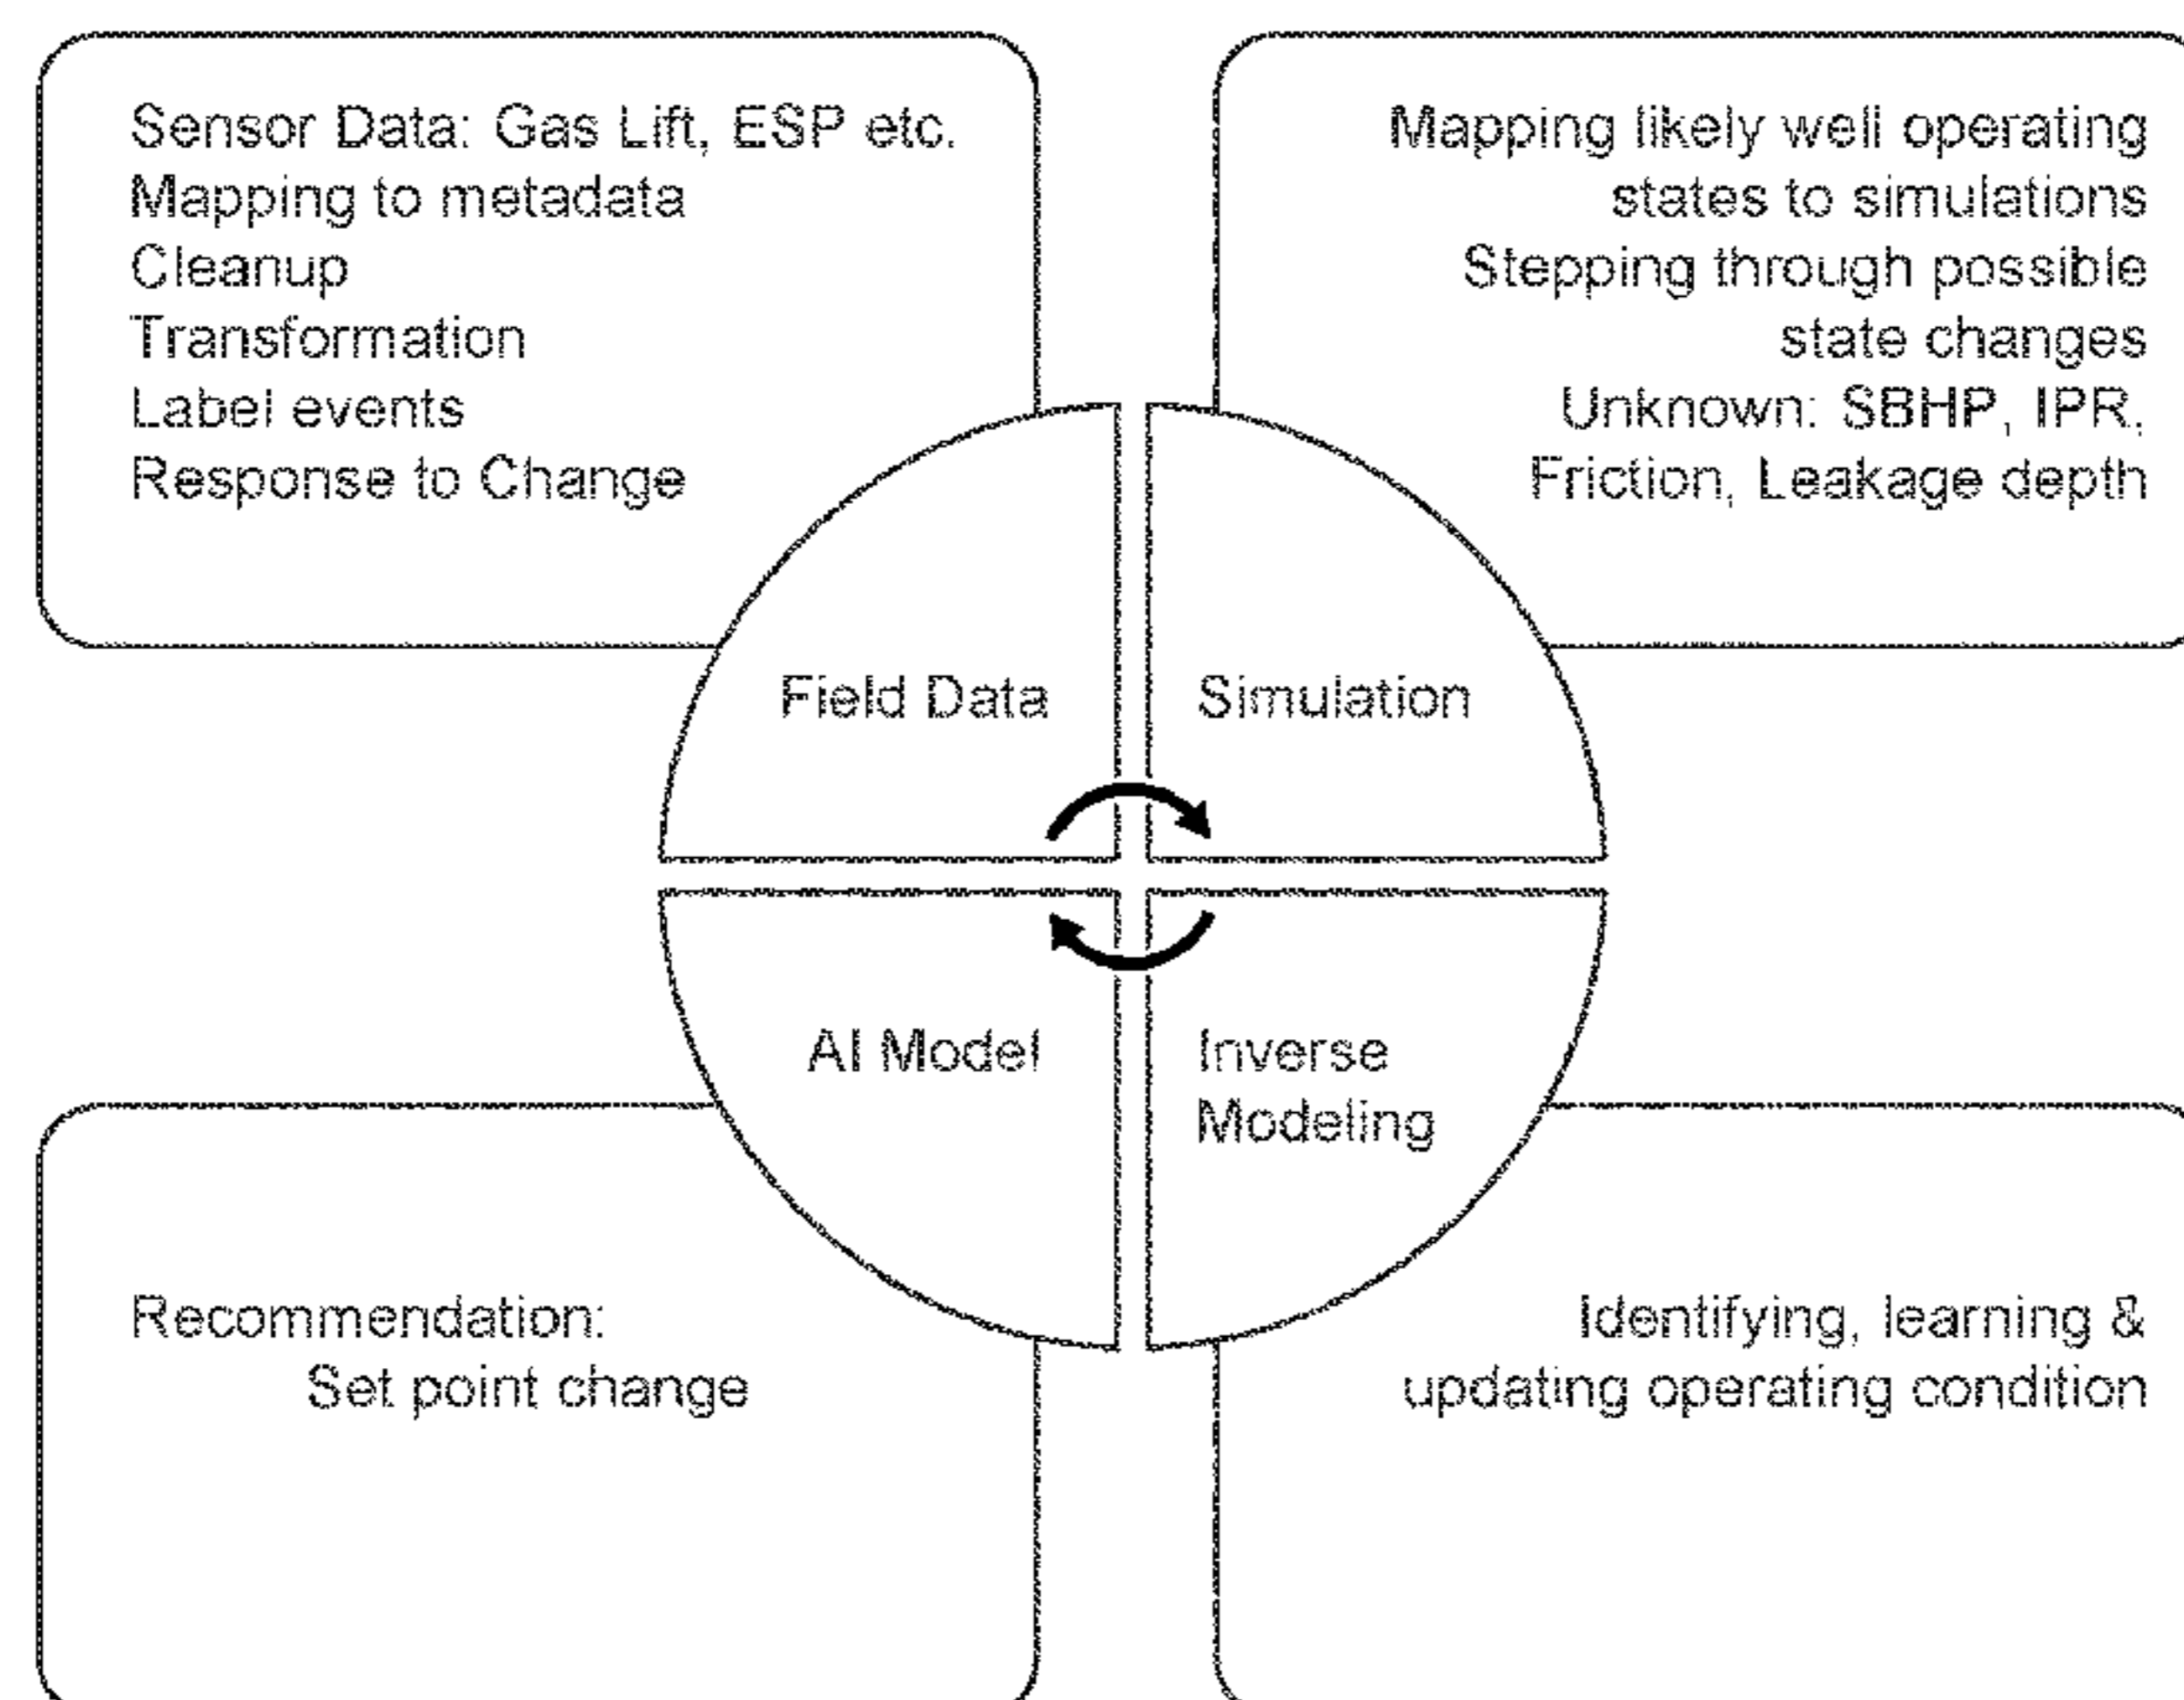 Sensor Data: Gas Lift, ESP etc.
Mapping to metadata
Cleanup
Transformation
Label events
Response to Change
Mapping likely well operating
states to simulations
Stepping through possible
state changes
Unknown: SBHP, IPR,
Friction, Leakage depth
Field Data
Simulation
AI Model
Inverse
Modeling
Recommendation:
Set point change
Identifying, learning &
updating operating condition